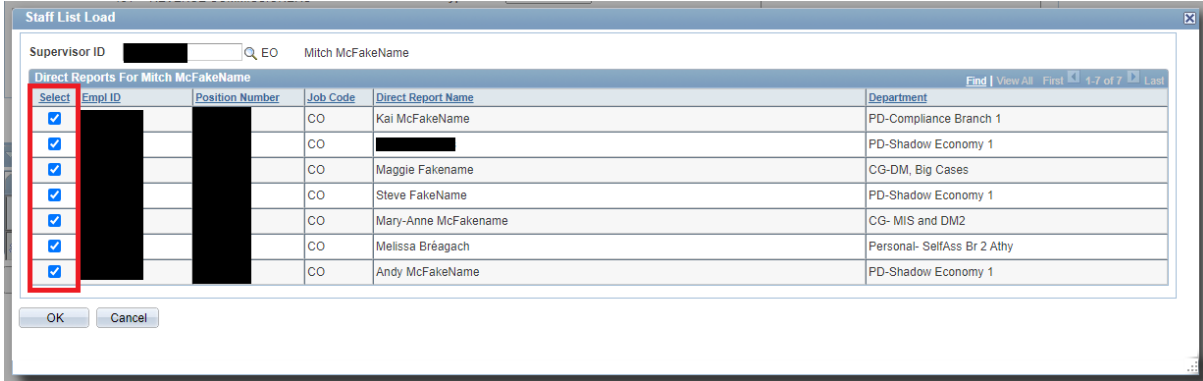 Staff List Load
Supervisor ID EO Mitch McFakeName
Direct Reports For Mitch McFakeName Find | View All First 1-7 of 7 Last
Select Empl ID Position Number Job Code Direct Report Name Department
CO Kai McFakeName PD-Compliance Branch 1
CO PD-Shadow Economy 1
CO Maggie Fakename CG-DM, Big Cases
CO Steve FakeName PD-Shadow Economy 1
CO Mary-Anne McFakename CG- MIS and DM2
CO Melissa Bréagach Personal- SelfAss Br 2 Athy
CO Andy McFakeName PD-Shadow Economy 1
OK Cancel